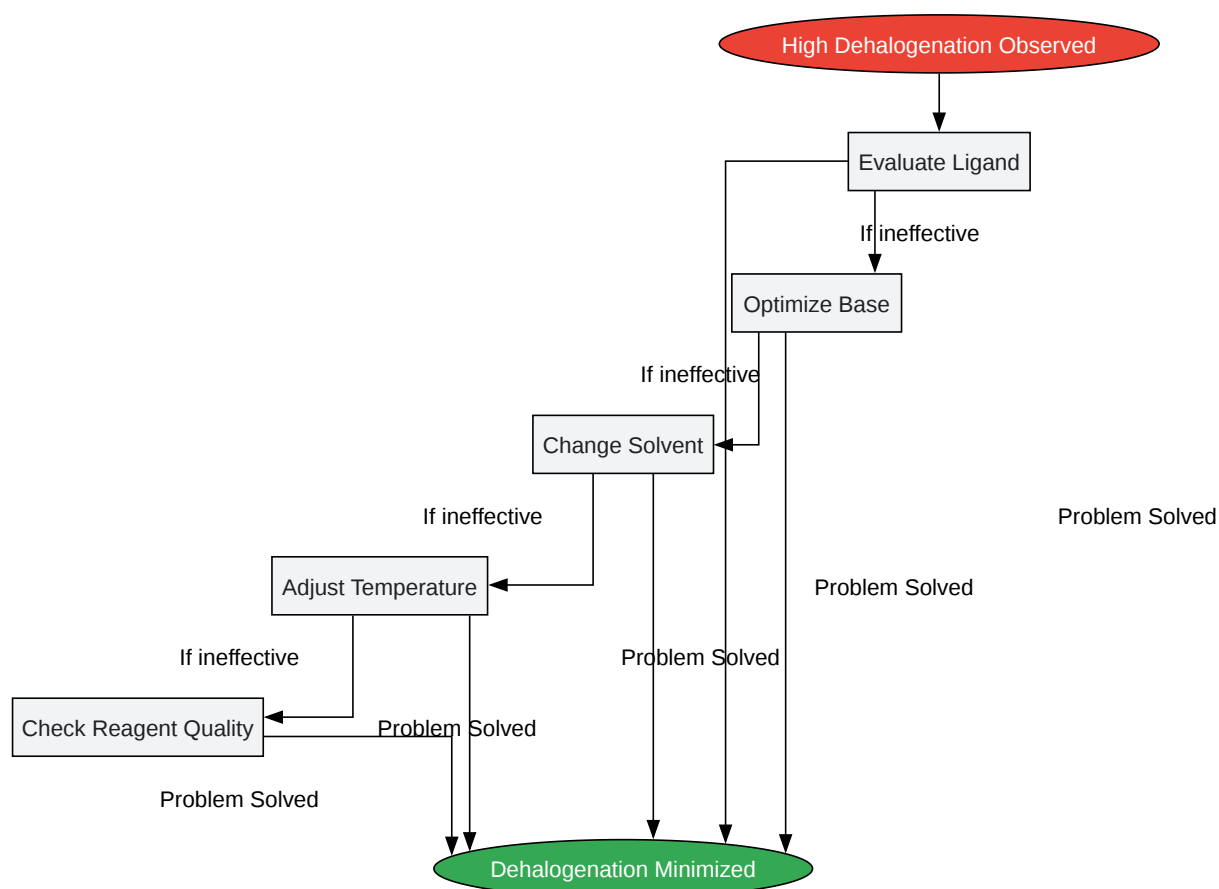 High Dehalogenation Observed
Evaluate Ligand
If ineffective
Optimize Base
If ineffective
Change Solvent
If ineffective
Problem Solved
Adjust Temperature
Problem Solved
If ineffective
Problem Solved
Check Reagent Quality
Problem Solved
Problem Solved
Dehalogenation Minimized